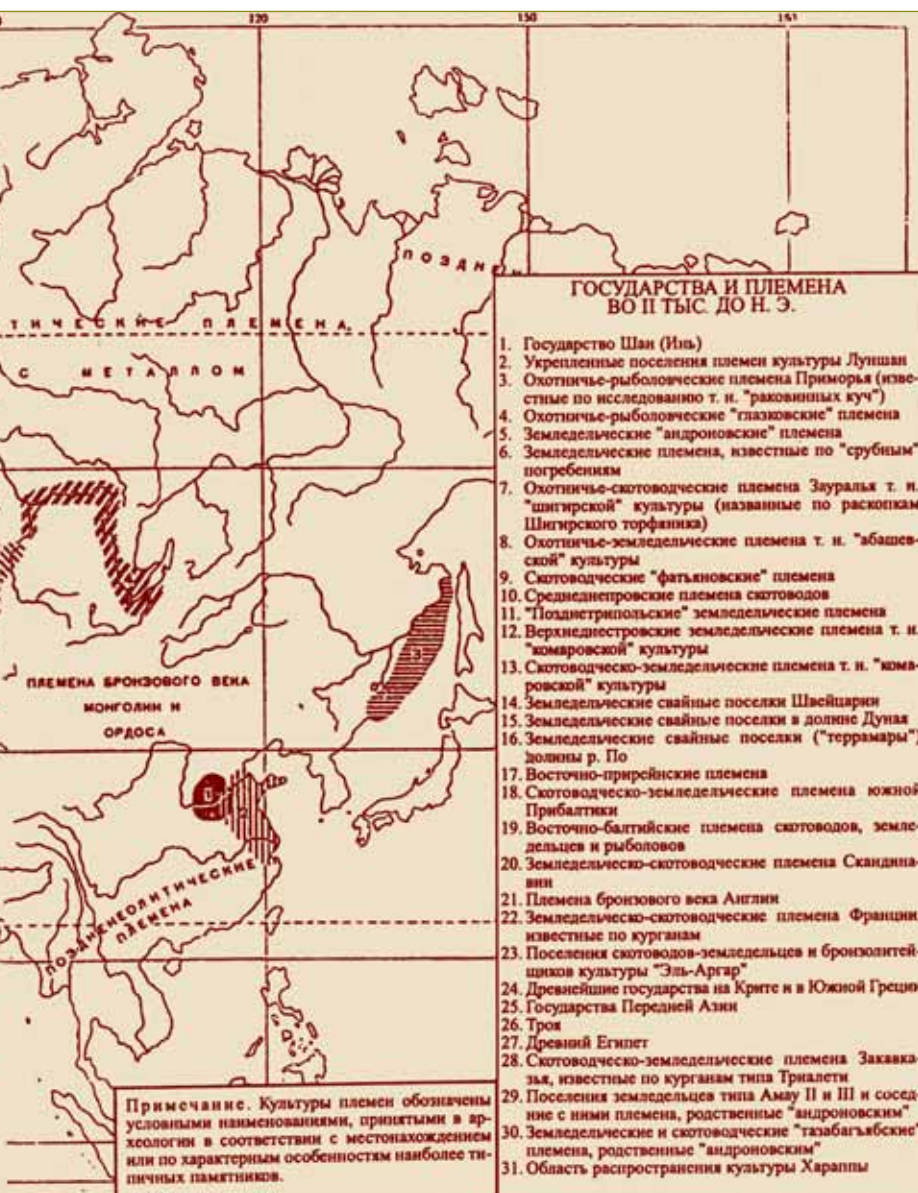 120
150
151
ПОЗДНЕ
ТИЧЕСКИЕ ПЛЕМЕНА,
С МЕТАЛЛОМ
ПЛЕМЕНА БРОНЗОВОГО ВЕКА
МОНГОЛИИ И
ОРДОСА
3
1
ПОЗДНЕОЛИТИЧЕСКИЕ
ПЛЕМЕНА
ГОСУДАРСТВА И ПЛЕМЕНА
ВО II ТЫС. ДО Н. Э.
1. Государство Шан (Инь)
2. Укрепленные поселения племен культуры Луншан
3. Охотничье-рыболовческие племена Приморья (изве-
стные по исследованию т. н. "раковинных куч")
4. Охотничье-рыболовческие "глазковские" племена
5. Земледельческие "андроновские" племена
6. Земледельческие племена, известные по "срубным"
погребениям
7. Охотничье-скотоводческие племена Зауралья т. н.
"шигирской" культуры (названные по раскопкам
Шигирского торфяника)
8. Охотничье-земледельческие племена т. н. "абашев-
ской" культуры
9. Скотоводческие "фатьяновские" племена
10. Среднеднепровские племена скотоводов
11. "Позднетрипольские" земледельческие племена
12. Верхнеднестровские земледельческие племена т. н.
"комаровской" культуры
13. Скотоводческо-земледельческие племена т. н. "кома-
ровской" культуры
14. Земледельческие свайные поселки Швейцарии
15. Земледельческие свайные поселки в долине Дуная
16. Земледельческие свайные поселки ("террамары")
долины р. По
17. Восточно-прирейнские племена
18. Скотоводческо-земледельческие племена южной
Прибалтики
19. Восточно-балтийские племена скотоводов, земле-
дельцев и рыболовов
20. Земледельческо-скотоводческие племена Скандина-
вии
21. Племена бронзового века Англии
22. Земледельческо-скотоводческие племена Франции,
известные по курганам
23. Поселения скотоводов-земледельцев и бронзолитей-
щиков культуры "Эль-Аргар"
24. Древнейшие государства на Крите и в Южной Греции
25. Государства Передней Азии
26. Троя
27. Древний Египет
28. Скотоводческо-земледельческие племена Закавка-
зья, известные по курганам типа Триалети
29. Поселения земледельцев типа Анау II и III и сосед-
ние с ними племена, родственные "андроновским"
30. Земледельческие и скотоводческие "тазабагъябские"
племена, родственные "андроновским"
31. Область распространения культуры Хараппы
Примечание. Культуры племен обозначены
условными наименованиями, принятыми в ар-
хеологии в соответствии с местонахождением
или по характерным особенностям наиболее ти-
пичных памятников.